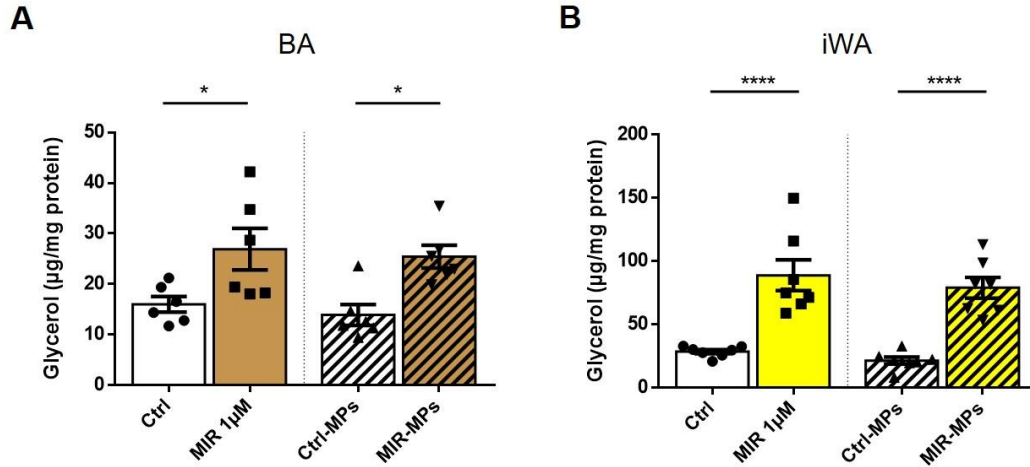 A
BA
*
*
Glycerol (µg/mg protein)
50
40
30
20
10
0
Ctrl
MIR 1µM
Ctrl-MPs
MIR-MPs
B
iWA
****
****
Glycerol (µg/mg protein)
200
150
100
50
0
Ctrl
MIR 1µM
Ctrl-MPs
MIR-MPs